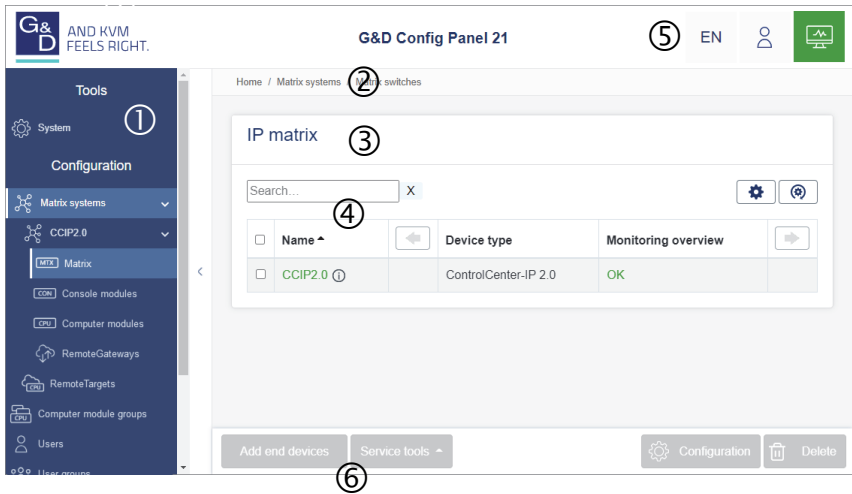 G&D
AND KVM
FEELS RIGHT.
G&D Config Panel 21
⑤
EN
Tools
①
System
Configuration
Matrix systems
CCIP2.0
MTX Matrix
CON Console modules
CPU Computer modules
RemoteGateways
CPU RemoteTargets
CPU Computer module groups
Users
User groups
Home / Matrix systems / Matrix switches
②
IP matrix
③
Search...
X
④
Name Device type Monitoring overview
CCIP2.0 ControlCenter-IP 2.0 OK
Add end devices Service tools Configuration Delete
⑥